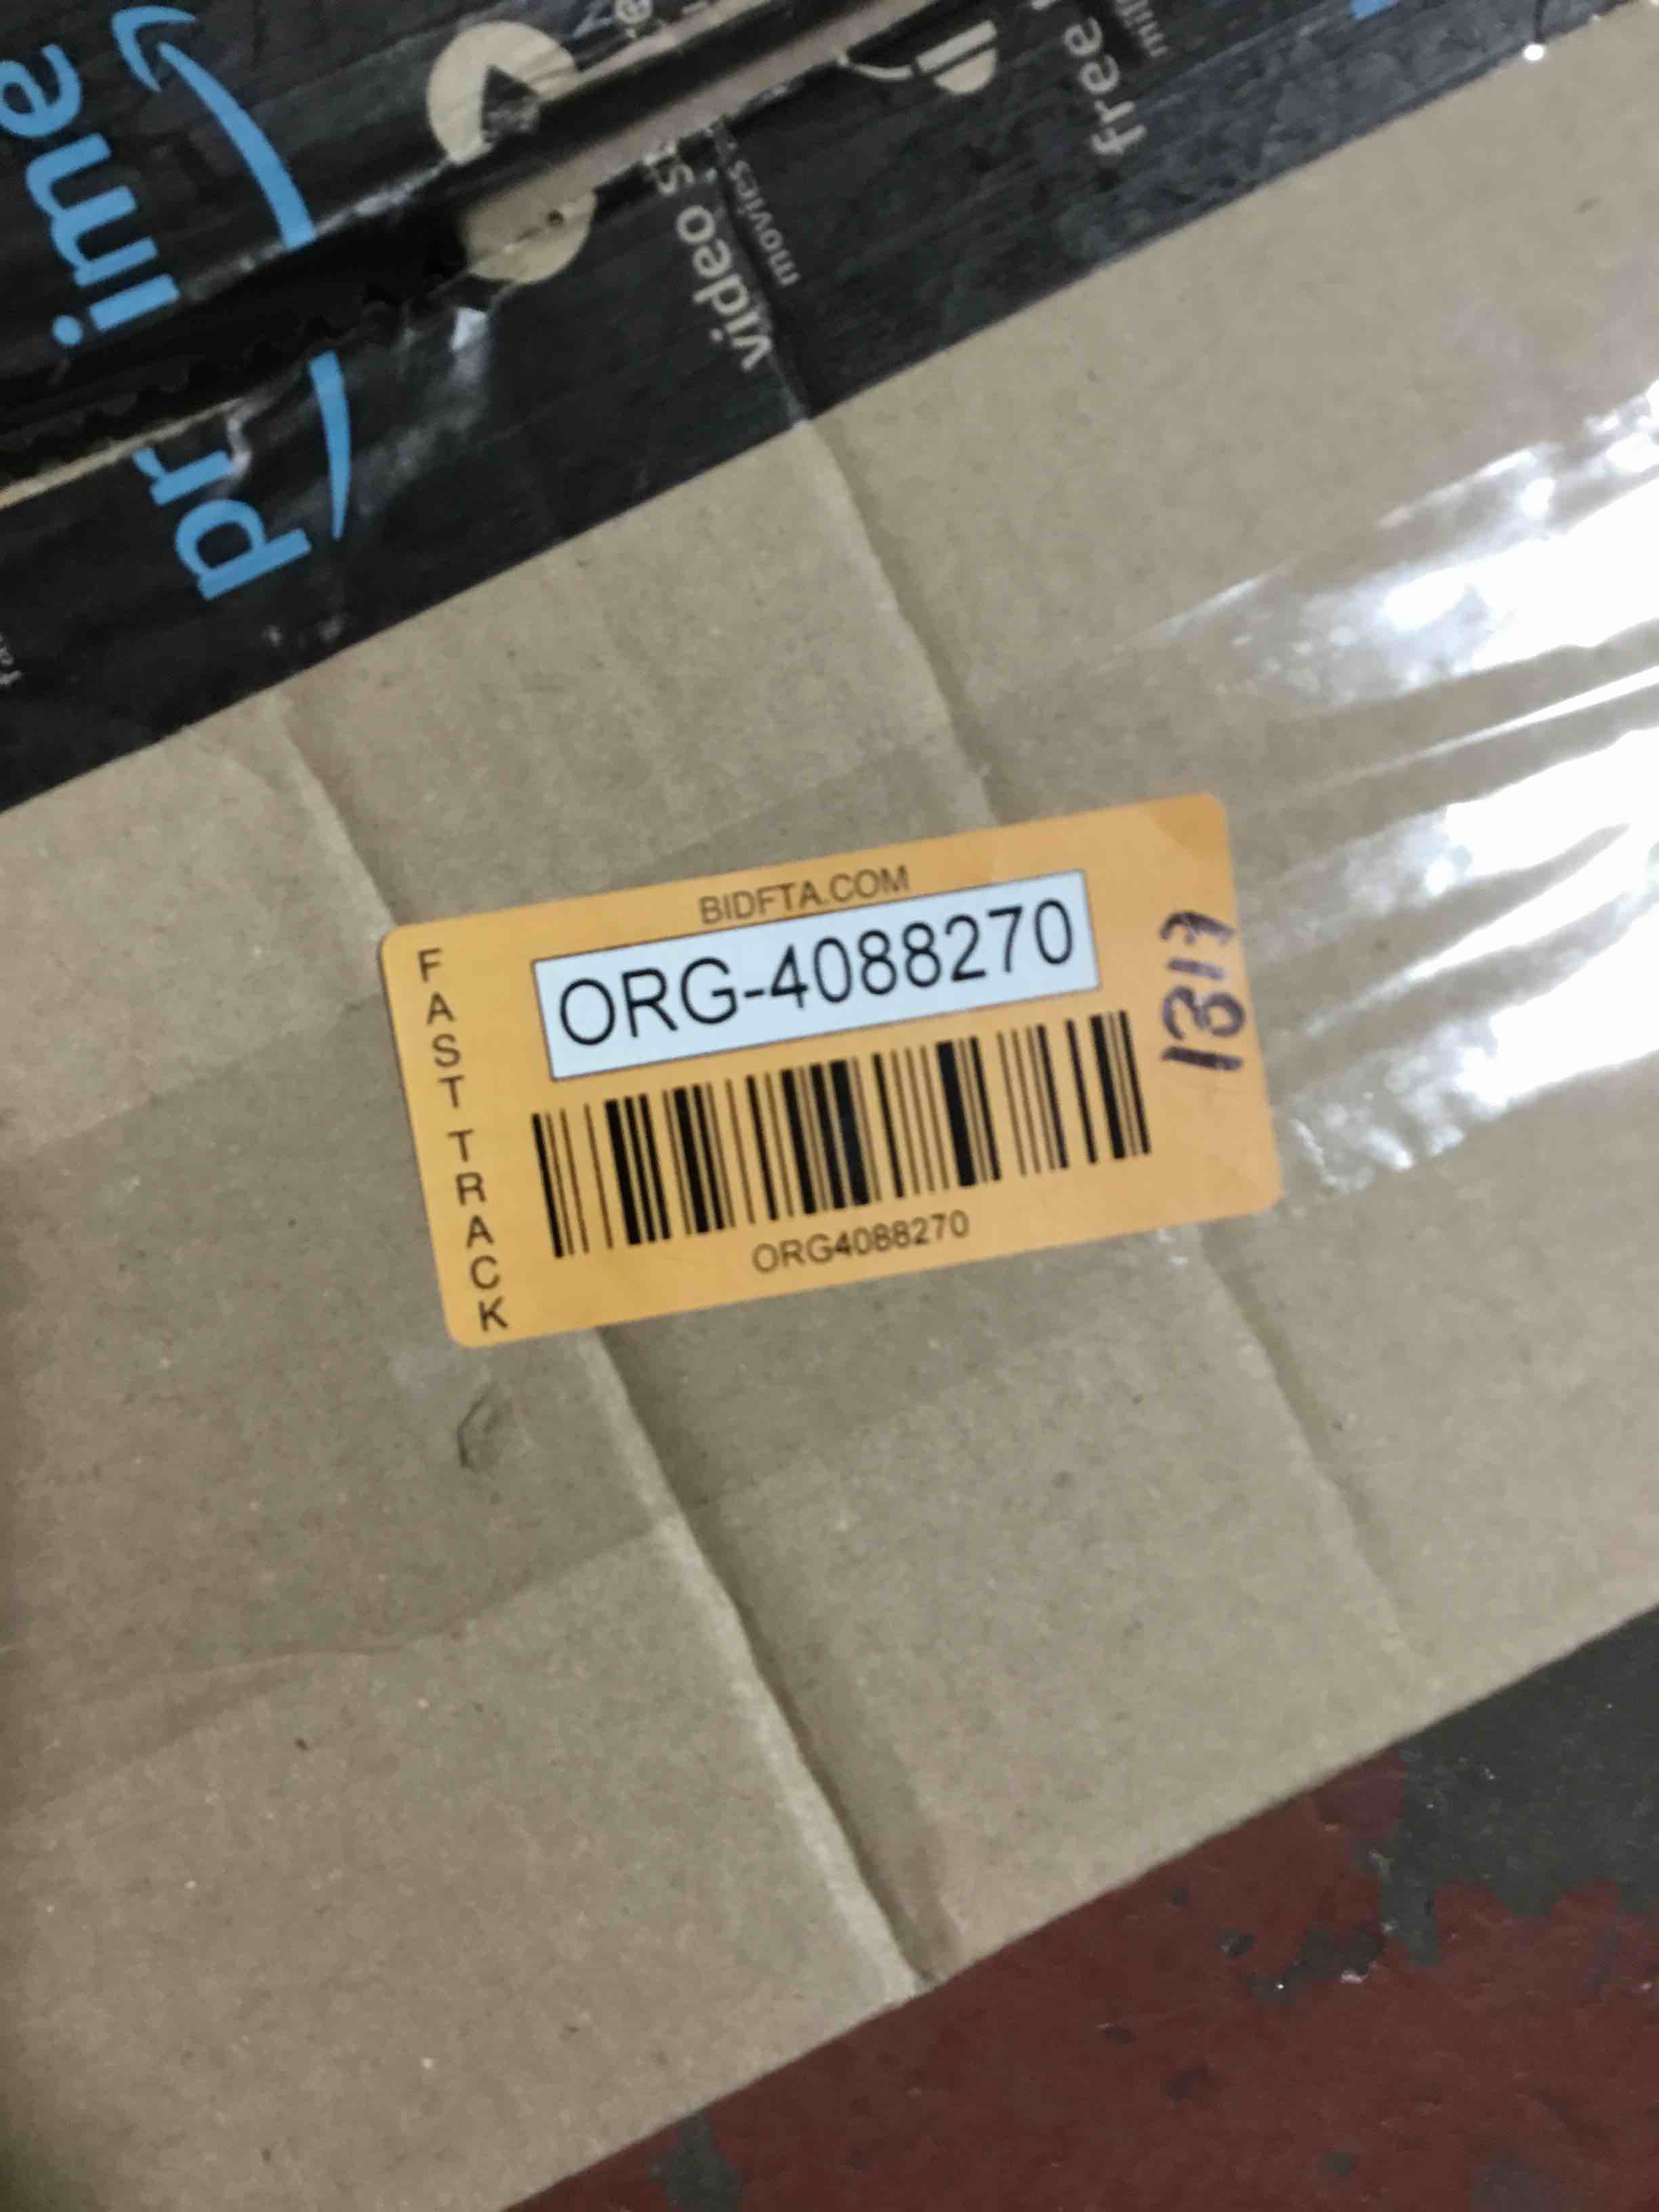 prime
video s
movies
free
BIDFTA.COM
ORG-4088270
FAST TRACK
ORG4088270
1317